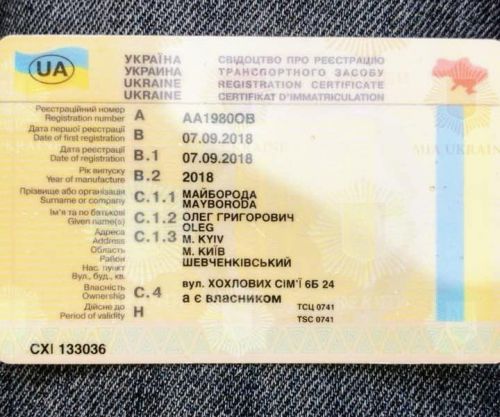 UA
УКРАЇНА СВІДОЦТВО ПРО РЕЄСТРАЦІЮ
УКРАИНА ТРАНСПОРТНОГО ЗАСОБУ
UKRAINE REGISTRATION CERTIFICATE
UKRAINE CERTIFIKAT D'IMMATRICULATION
Реєстраційний номер
Registration number A AA1980OB
Дата першої реєстрації
Date of first registration B 07.09.2018
Дата реєстрації
Date of registration B.1 07.09.2018
Рік випуску
Year of manufacture B.2 2018
Прізвище або організація C.1.1 МАЙБОРОДА
Surname or company MAYBORODA
Ім'я та по батькові C.1.2 ОЛЕГ ГРИГОРОВИЧ
Given name(s) OLEG
Адреса C.1.3 M. KYIV
Address
Область М. КИЇВ
Район ШЕВЧЕНКІВСЬКИЙ
Нас. пункт
Вул., буд., кв. вул. ХОХЛОВИХ СІМ'Ї 6Б 24
Власність C.4 а є власником
Ownership
Дійсне до H ТСЦ 0741
Period of validity TSC 0741
CXI 133036